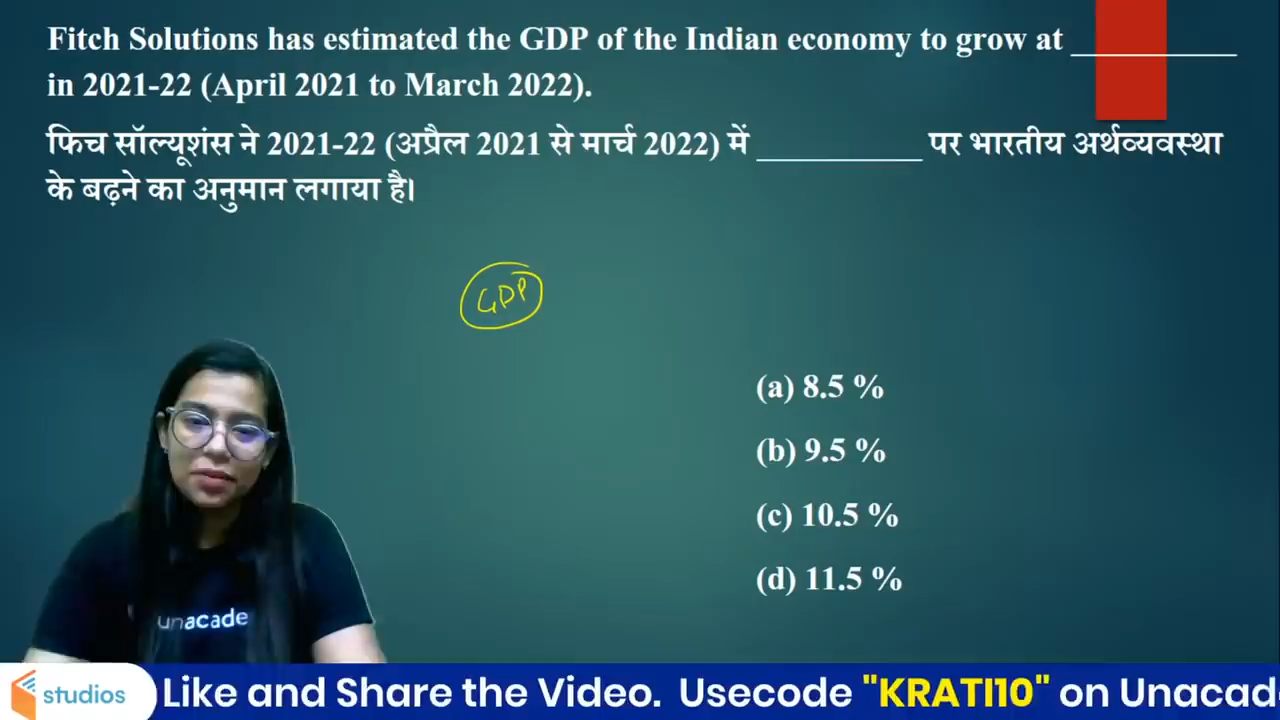 Fitch Solutions has estimated the GDP of the Indian economy to grow at __________
in 2021-22 (April 2021 to March 2022).
फिच सॉल्यूशंस ने 2021-22 (अप्रैल 2021 से मार्च 2022) में __________ पर भारतीय अर्थव्यवस्था
के बढ़ने का अनुमान लगाया है।
GDP
(a) 8.5 %
(b) 9.5 %
(c) 10.5 %
(d) 11.5 %
unacade
studios
Like and Share the Video. Usecode "KRATI10" on Unacad